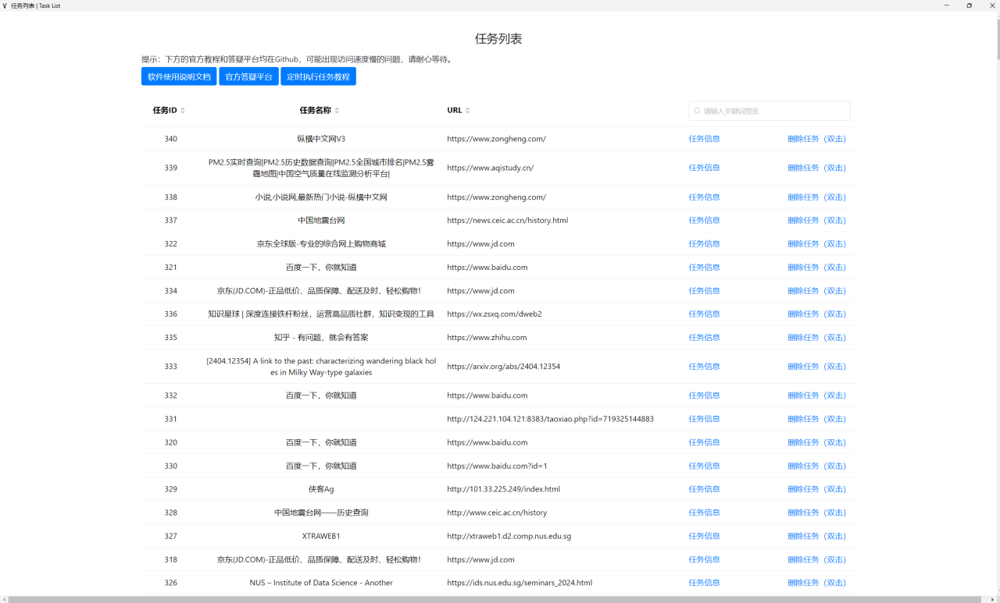 任务列表 | Task List
任务列表
提示：下方的官方教程和答疑平台均在Github，可能出现访问速度慢的问题，请耐心等待。
软件使用说明文档 官方答疑平台 定时执行任务教程
任务ID 任务名称 URL 请输入关键词搜索
340 纵横中文网V3 https://www.zongheng.com/ 任务信息 删除任务（双击）
339 PM2.5实时查询|PM2.5历史数据查询|PM2.5全国城市排名|PM2.5雾 https://www.aqistudy.cn/ 任务信息 删除任务（双击）
霾地图|中国空气质量在线监测分析平台|
338 小说,小说网,最新热门小说-纵横中文网 https://www.zongheng.com/ 任务信息 删除任务（双击）
337 中国地震台网 https://news.ceic.ac.cn/history.html 任务信息 删除任务（双击）
322 京东全球版-专业的综合网上购物商城 https://www.jd.com 任务信息 删除任务（双击）
321 百度一下，你就知道 https://www.baidu.com 任务信息 删除任务（双击）
334 京东(JD.COM)-正品低价、品质保障、配送及时、轻松购物！ https://www.jd.com 任务信息 删除任务（双击）
336 知识星球 | 深度连接铁杆粉丝，运营高品质社群，知识变现的工具 https://wx.zsxq.com/dweb2 任务信息 删除任务（双击）
335 知乎 - 有问题，就会有答案 https://www.zhihu.com 任务信息 删除任务（双击）
333 [2404.12354] A link to the past: characterizing wandering black hol https://arxiv.org/abs/2404.12354 任务信息 删除任务（双击）
es in Milky Way-type galaxies
332 百度一下，你就知道 https://www.baidu.com 任务信息 删除任务（双击）
331 http://124.221.104.121:8383/taoxiao.php?id=719325144883 任务信息 删除任务（双击）
320 百度一下，你就知道 https://www.baidu.com 任务信息 删除任务（双击）
330 百度一下，你就知道 https://www.baidu.com?id=1 任务信息 删除任务（双击）
329 侠客Ag http://101.33.225.249/index.html 任务信息 删除任务（双击）
328 中国地震台网——历史查询 http://www.ceic.ac.cn/history 任务信息 删除任务（双击）
327 XTRAWEB1 http://xtraweb1.d2.comp.nus.edu.sg 任务信息 删除任务（双击）
318 京东(JD.COM)-正品低价、品质保障、配送及时、轻松购物！ https://www.jd.com 任务信息 删除任务（双击）
326 NUS – Institute of Data Science - Another https://ids.nus.edu.sg/seminars_2024.html 任务信息 删除任务（双击）